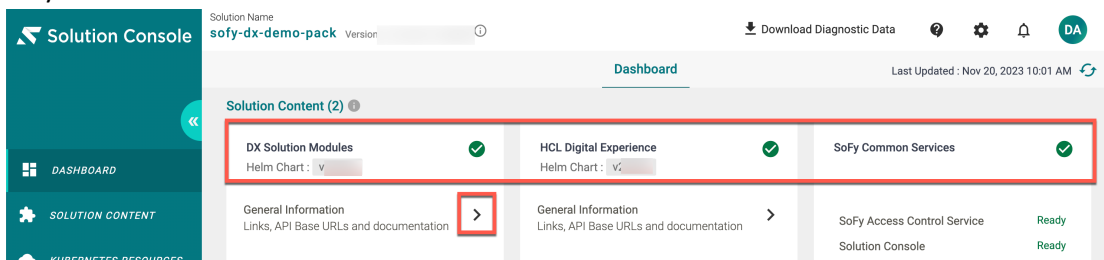 Solution Console
Solution Name
sofy-dx-demo-pack Version
Download Diagnostic Data
DA
Dashboard
Last Updated : Nov 20, 2023 10:01 AM
Solution Content (2)
DASHBOARD
SOLUTION CONTENT
KUBERNETES RESOURCES
DX Solution Modules
Helm Chart : v
General Information
Links, API Base URLs and documentation
HCL Digital Experience
Helm Chart :
General Information
Links, API Base URLs and documentation
SoFy Common Services
SoFy Access Control Service Ready
Solution Console Ready